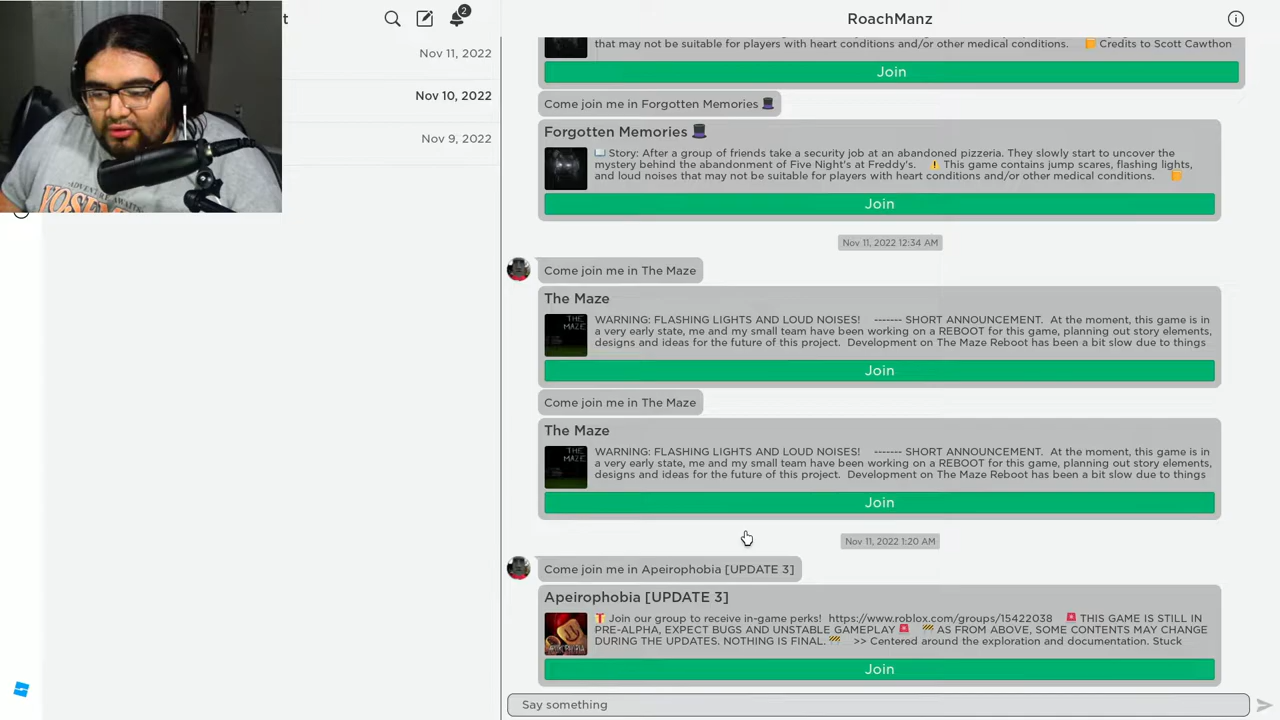 t
2
Nov 11, 2022
Nov 10, 2022
Nov 9, 2022
RoachManz
that may not be suitable for players with heart conditions and/or other medical conditions. 📙 Credits to Scott Cawthon
Join
Come join me in Forgotten Memories 🎩
Forgotten Memories 🎩
📖 Story: After a group of friends take a security job at an abandoned pizzeria. They slowly start to uncover the
mystery behind the abandonment of Five Night's at Freddy's. ⚠️ This game contains jump scares, flashing lights,
and loud noises that may not be suitable for players with heart conditions and/or other medical conditions. 📙
Join
Nov 11, 2022 12:34 AM
Come join me in The Maze
The Maze
THE MAZE
WARNING: FLASHING LIGHTS AND LOUD NOISES! ------- SHORT ANNOUNCEMENT. At the moment, this game is in
a very early state, me and my small team have been working on a REBOOT for this game, planning out story elements,
designs and ideas for the future of this project. Development on The Maze Reboot has been a bit slow due to things
Join
Come join me in The Maze
The Maze
THE MAZE
WARNING: FLASHING LIGHTS AND LOUD NOISES! ------- SHORT ANNOUNCEMENT. At the moment, this game is in
a very early state, me and my small team have been working on a REBOOT for this game, planning out story elements,
designs and ideas for the future of this project. Development on The Maze Reboot has been a bit slow due to things
Join
Nov 11, 2022 1:20 AM
Come join me in Apeirophobia [UPDATE 3]
Apeirophobia [UPDATE 3]
🎁 Join our group to receive in-game perks! https://www.roblox.com/groups/15422038 🚨 THIS GAME IS STILL IN
PRE-ALPHA, EXPECT BUGS AND UNSTABLE GAMEPLAY 🚨 🚧 AS FROM ABOVE, SOME CONTENTS MAY CHANGE
DURING THE UPDATES. NOTHING IS FINAL. 🚧 >> Centered around the exploration and documentation. Stuck
Join
Say something